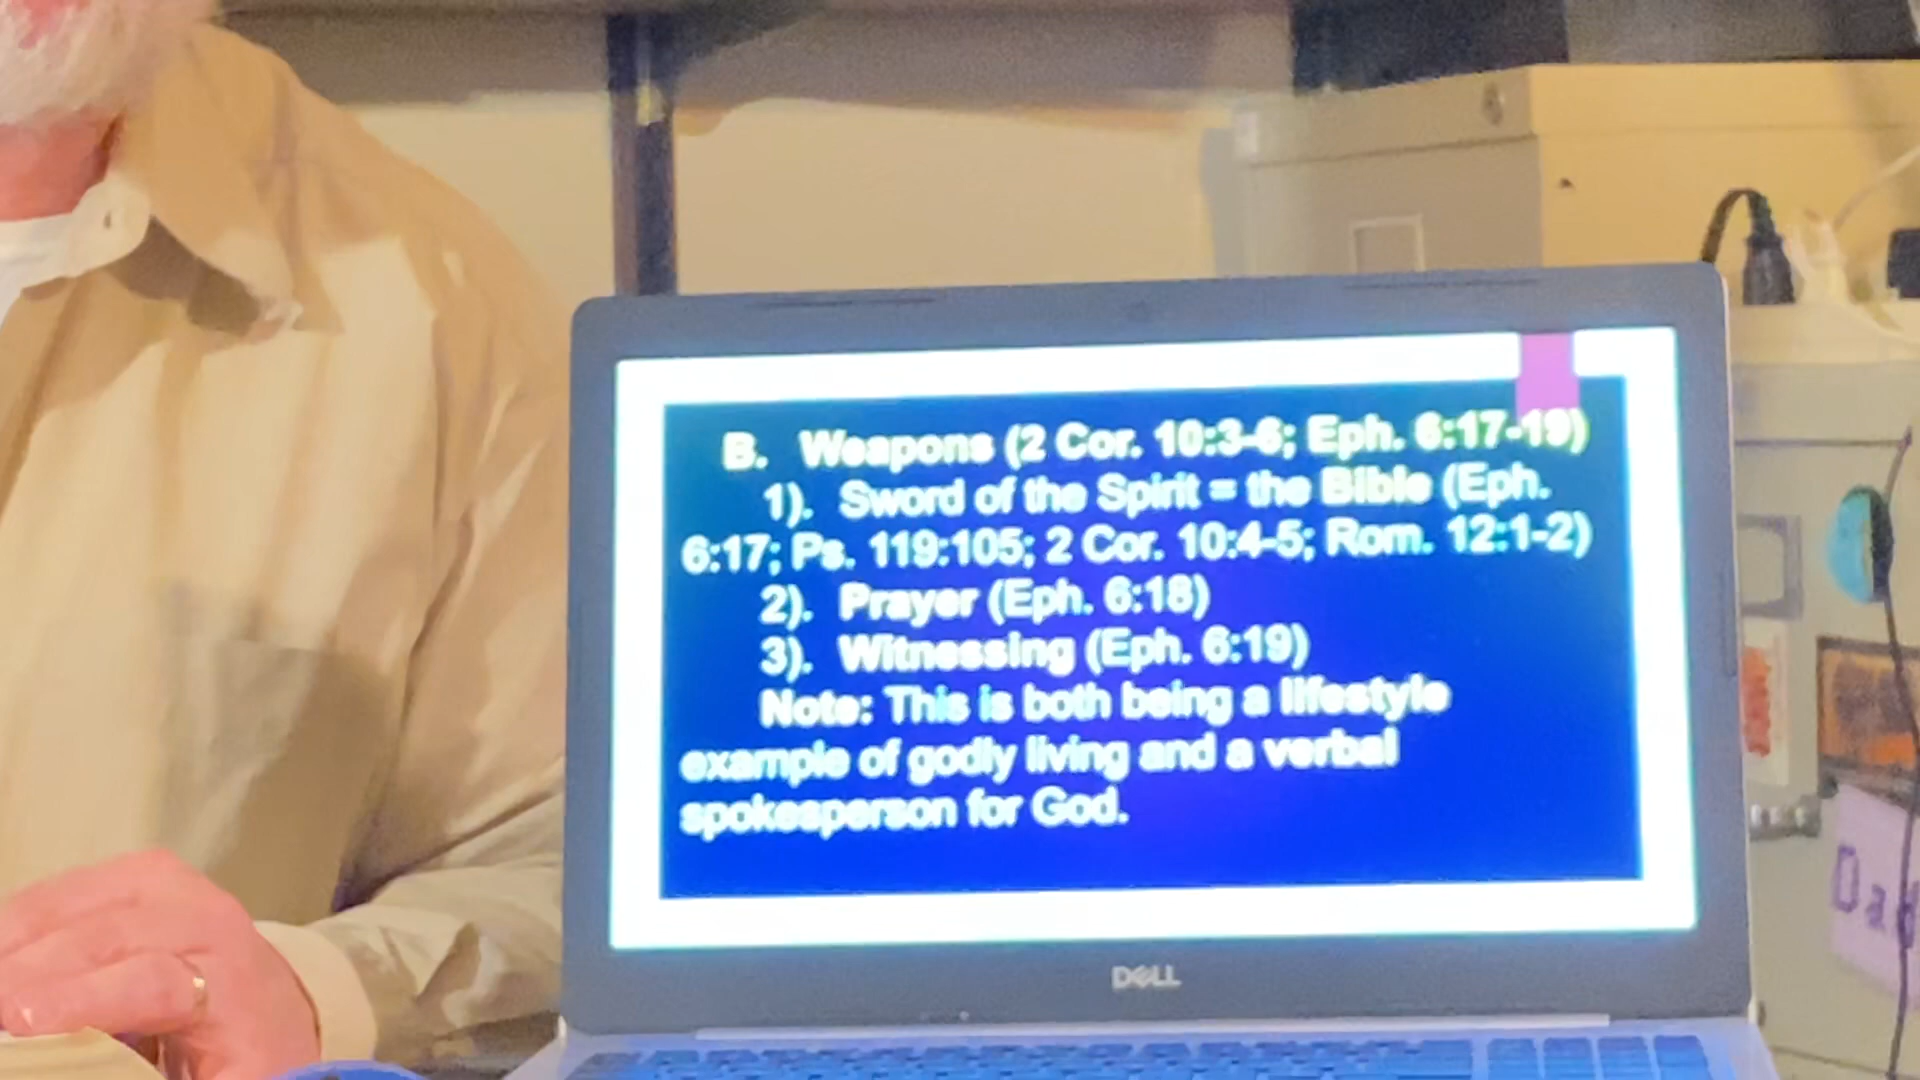 B. Weapons (2 Cor. 10:3-6; Eph. 6:17-19)
1). Sword of the Spirit = the Bible (Eph.
6:17; Ps. 119:105; 2 Cor. 10:4-5; Rom. 12:1-2)
2). Prayer (Eph. 6:18)
3). Witnessing (Eph. 6:19)
Note: This is both being a lifestyle
example of godly living and a verbal
spokesperson for God.
DELL
Dad